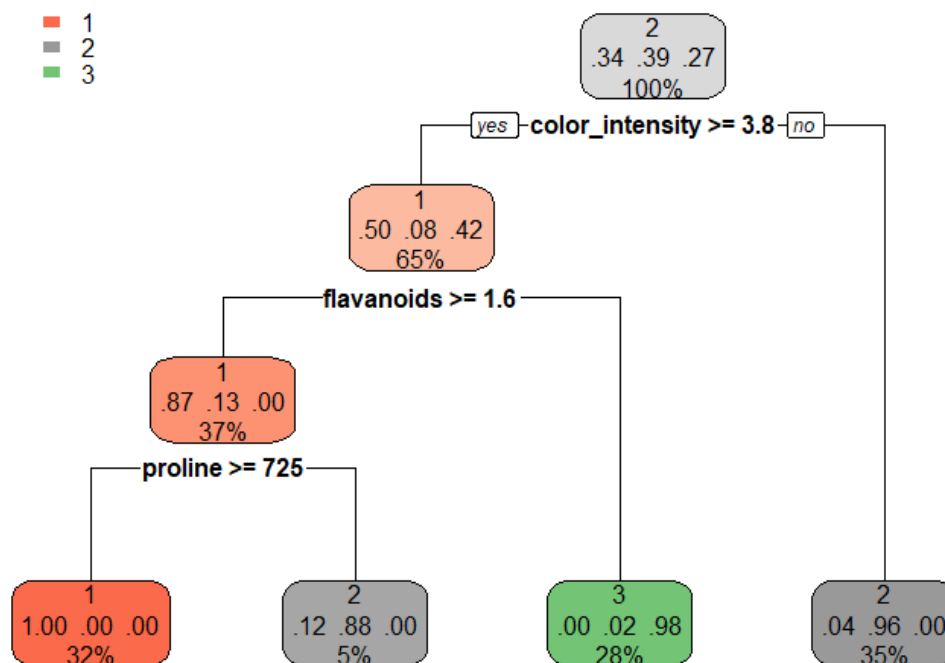 1
2
3
2
.34 .39 .27
100%
yes color_intensity >= 3.8 no
1
.50 .08 .42
65%
flavanoids >= 1.6
1
.87 .13 .00
37%
proline >= 725
1
1.00 .00 .00
32%
2
.12 .88 .00
5%
3
.00 .02 .98
28%
2
.04 .96 .00
35%